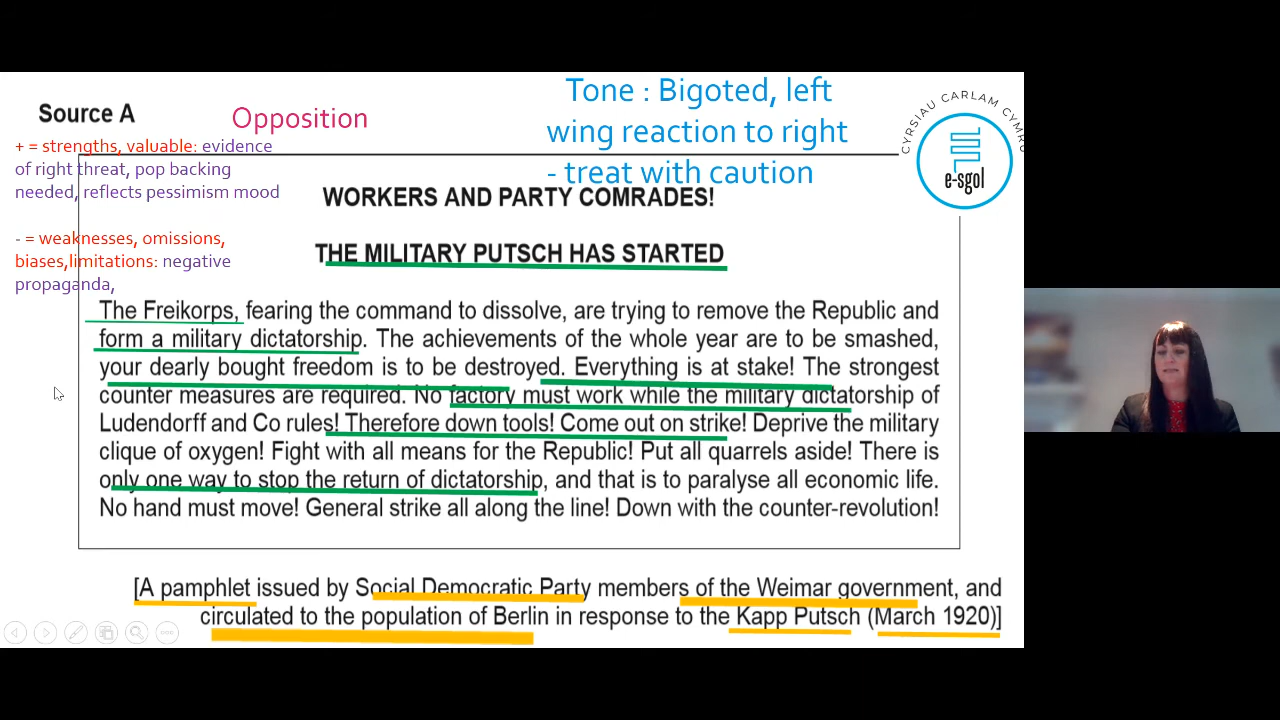 Source A
Opposition
Tone : Bigoted, left
wing reaction to right
- treat with caution
CYRSIAU CARLAM CYMRU
e-sgol
+ = strengths, valuable: evidence
of right threat, pop backing
needed, reflects pessimism mood
- = weaknesses, omissions,
biases,limitations: negative
propaganda,
WORKERS AND PARTY COMRADES!
THE MILITARY PUTSCH HAS STARTED
The Freikorps, fearing the command to dissolve, are trying to remove the Republic and
form a military dictatorship. The achievements of the whole year are to be smashed,
your dearly bought freedom is to be destroyed. Everything is at stake! The strongest
counter measures are required. No factory must work while the military dictatorship of
Ludendorff and Co rules! Therefore down tools! Come out on strike! Deprive the military
clique of oxygen! Fight with all means for the Republic! Put all quarrels aside! There is
only one way to stop the return of dictatorship, and that is to paralyse all economic life.
No hand must move! General strike all along the line! Down with the counter-revolution!
[A pamphlet issued by Social Democratic Party members of the Weimar government, and
circulated to the population of Berlin in response to the Kapp Putsch (March 1920)]